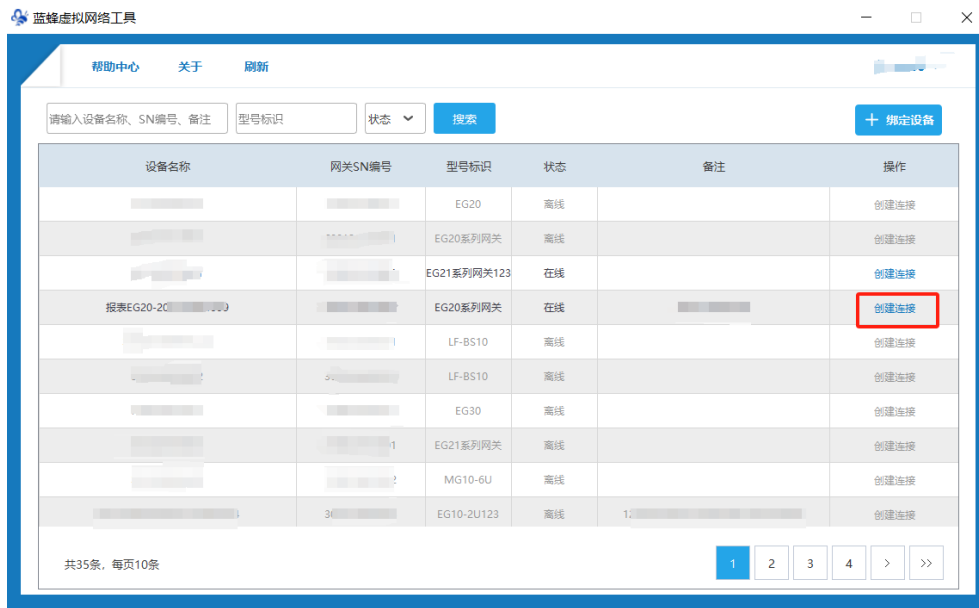 蓝蜂虚拟网络工具
帮助中心 关于 刷新
请输入设备名称、SN编号、备注 型号标识 状态 搜索 绑定设备
设备名称 网关SN编号 型号标识 状态 备注 操作
EG20 离线 创建连接
EG20系列网关 离线 创建连接
EG21系列网关123 在线 创建连接
报表EG20-20 EG20系列网关 在线 创建连接
LF-BS10 离线 创建连接
LF-BS10 离线 创建连接
EG30 离线 创建连接
EG21系列网关 离线 创建连接
MG10-6U 离线 创建连接
EG10-2U123 离线 创建连接
共35条，每页10条 1 2 3 4 > >>